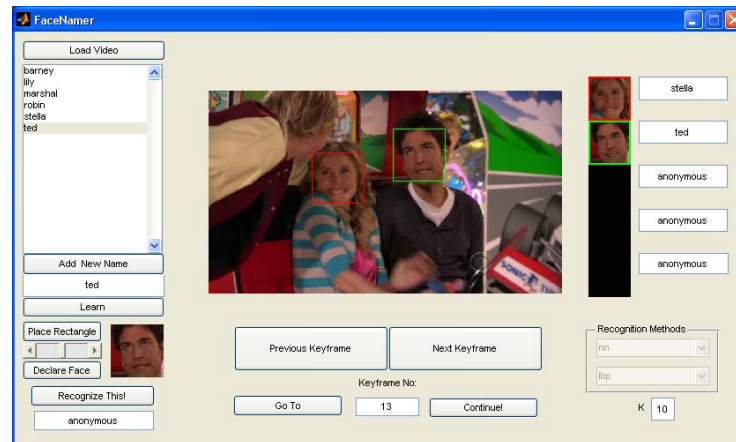 FaceNamer
Load Video
barney
lily
marshal
robin
stella
ted
Add New Name
ted
Learn
Place Rectangle
Declare Face
Recognize This!
anonymous
SONIC
Previous Keyframe
Next Keyframe
Keyframe No:
Go To
13
Continue!
stella
ted
anonymous
anonymous
anonymous
Recognition Methods
nn
lbp
K
10